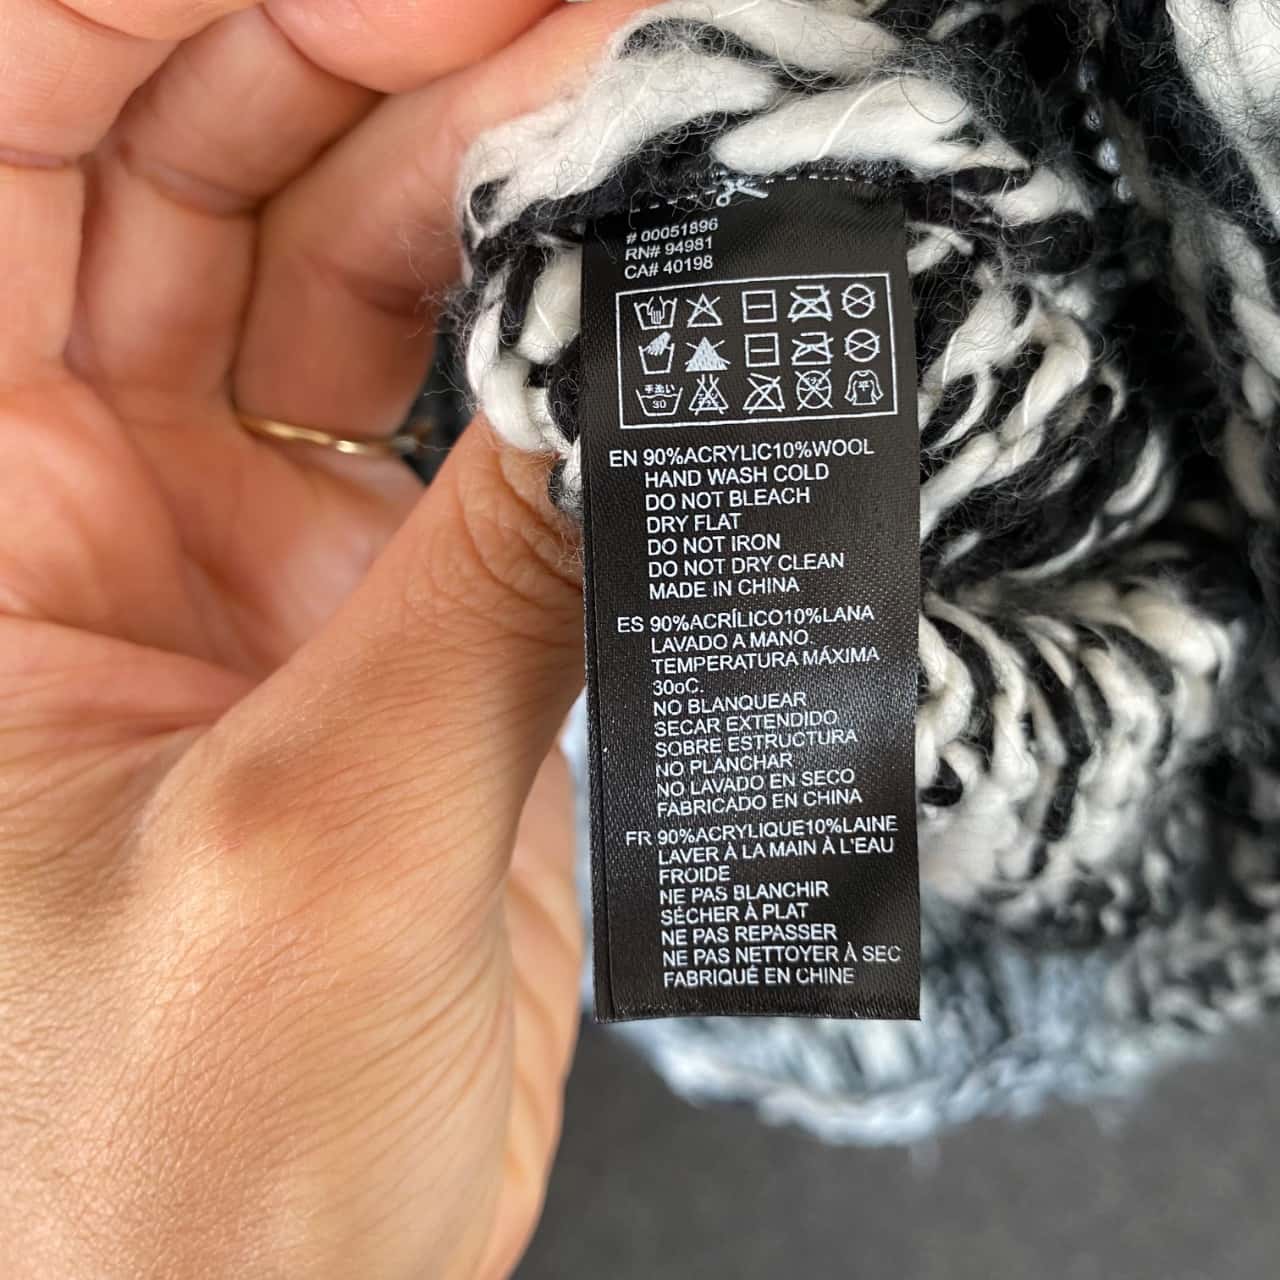 # 00051896
RN# 94981
CA# 40198
手洗い
30
平
EN 90%ACRYLIC10%WOOL
HAND WASH COLD
DO NOT BLEACH
DRY FLAT
DO NOT IRON
DO NOT DRY CLEAN
MADE IN CHINA
ES 90%ACRÍLICO10%LANA
LAVADO A MANO.
TEMPERATURA MÁXIMA
30oC.
NO BLANQUEAR
SECAR EXTENDIDO
SOBRE ESTRUCTURA
NO PLANCHAR
NO LAVADO EN SECO
FABRICADO EN CHINA
FR 90%ACRYLIQUE10%LAINE
LAVER À LA MAIN À L'EAU
FROIDE
NE PAS BLANCHIR
SÉCHER À PLAT
NE PAS REPASSER
NE PAS NETTOYER À SEC
FABRIQUÉ EN CHINE